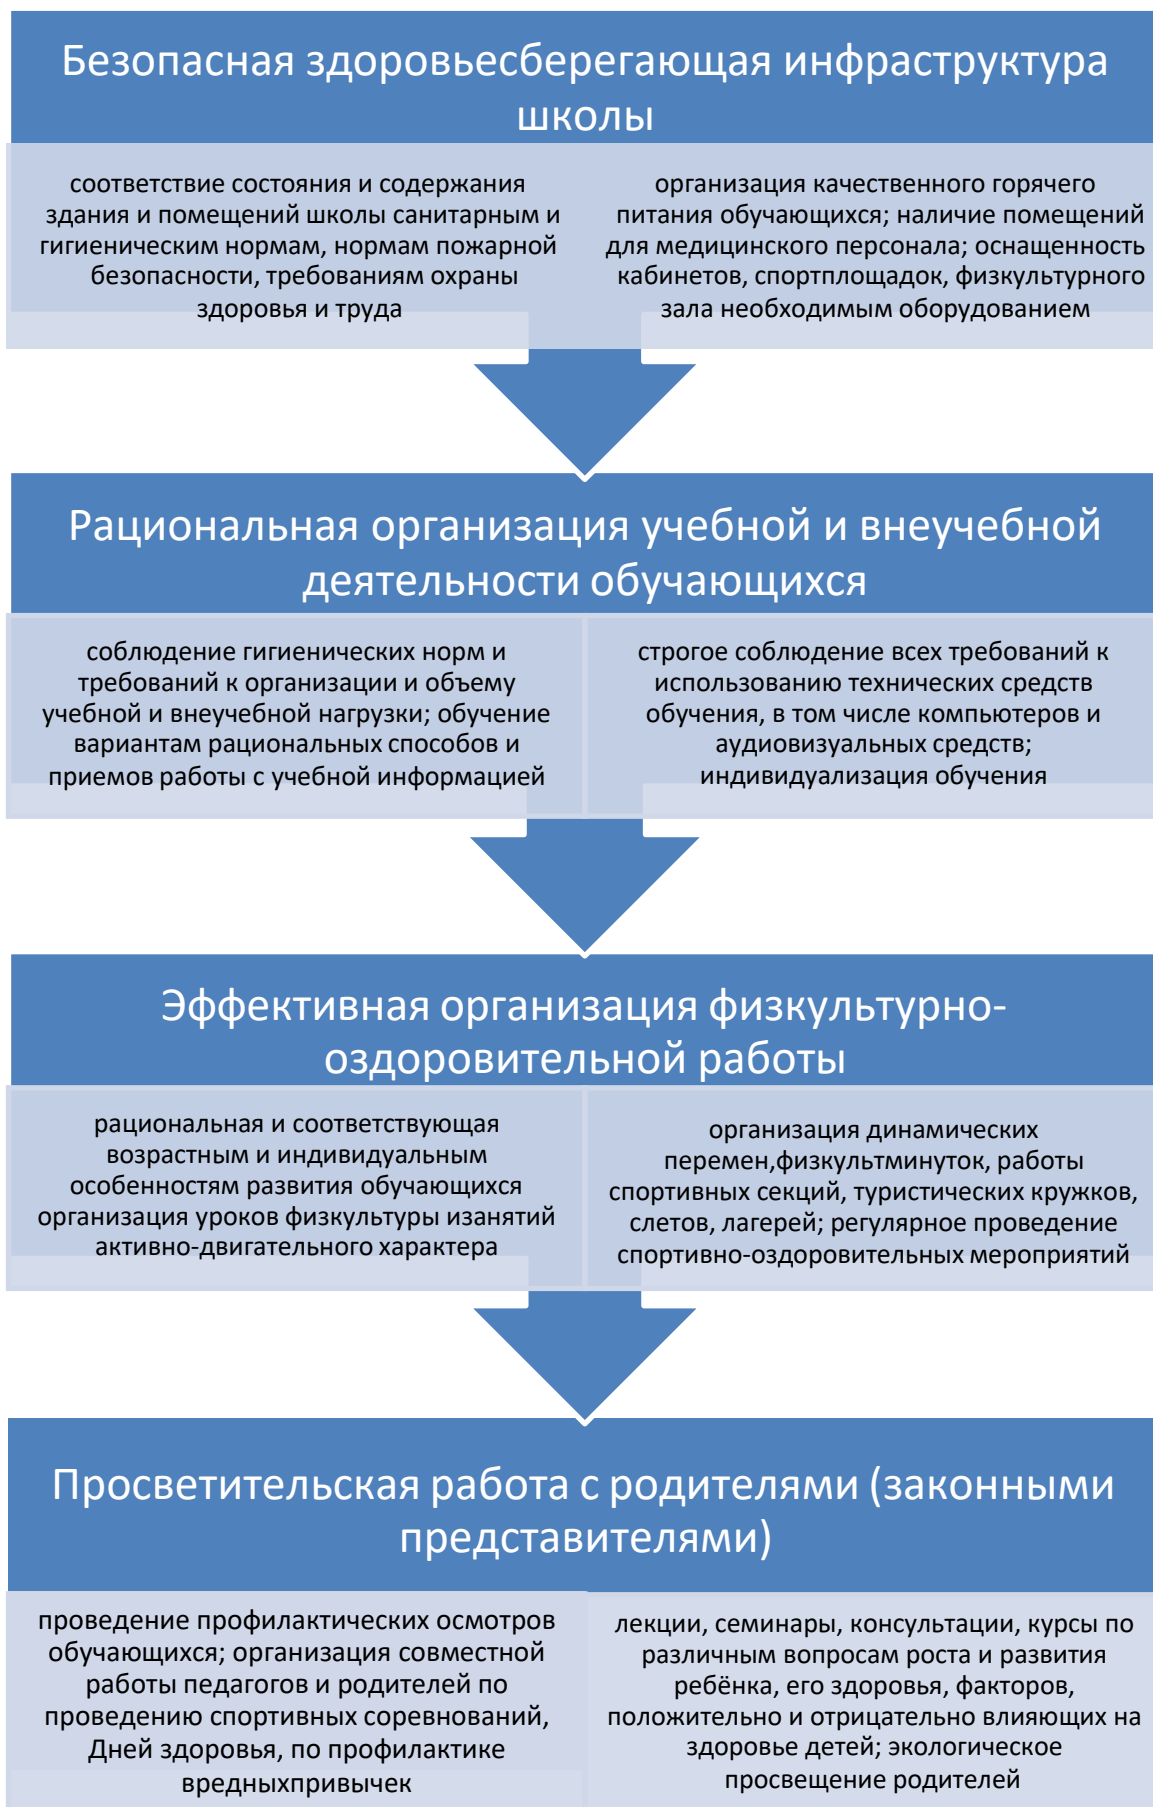 Безопасная здоровьесберегающая инфраструктура
школы
соответствие состояния и содержания
здания и помещений школы санитарным и
гигиеническим нормам, нормам пожарной
безопасности, требованиям охраны
здоровья и труда
организация качественного горячего
питания обучающихся; наличие помещений
для медицинского персонала; оснащенность
кабинетов, спортплощадок, физкультурного
зала необходимым оборудованием
Рациональная организация учебной и внеучебной
деятельности обучающихся
соблюдение гигиенических норм и
требований к организации и объему
учебной и внеучебной нагрузки; обучение
вариантам рациональных способов и
приемов работы с учебной информацией
строгое соблюдение всех требований к
использованию технических средств
обучения, в том числе компьютеров и
аудиовизуальных средств;
индивидуализация обучения
Эффективная организация физкультурно-
оздоровительной работы
рациональная и соответствующая
возрастным и индивидуальным
особенностям развития обучающихся
организация уроков физкультуры изанятий
активно-двигательного характера
организация динамических
перемен,физкультминуток, работы
спортивных секций, туристических кружков,
слетов, лагерей; регулярное проведение
спортивно-оздоровительных мероприятий
Просветительская работа с родителями (законными
представителями)
проведение профилактических осмотров
обучающихся; организация совместной
работы педагогов и родителей по
проведению спортивных соревнований,
Дней здоровья, по профилактике
вредныхпривычек
лекции, семинары, консультации, курсы по
различным вопросам роста и развития
ребёнка, его здоровья, факторов,
положительно и отрицательно влияющих на
здоровье детей; экологическое
просвещение родителей